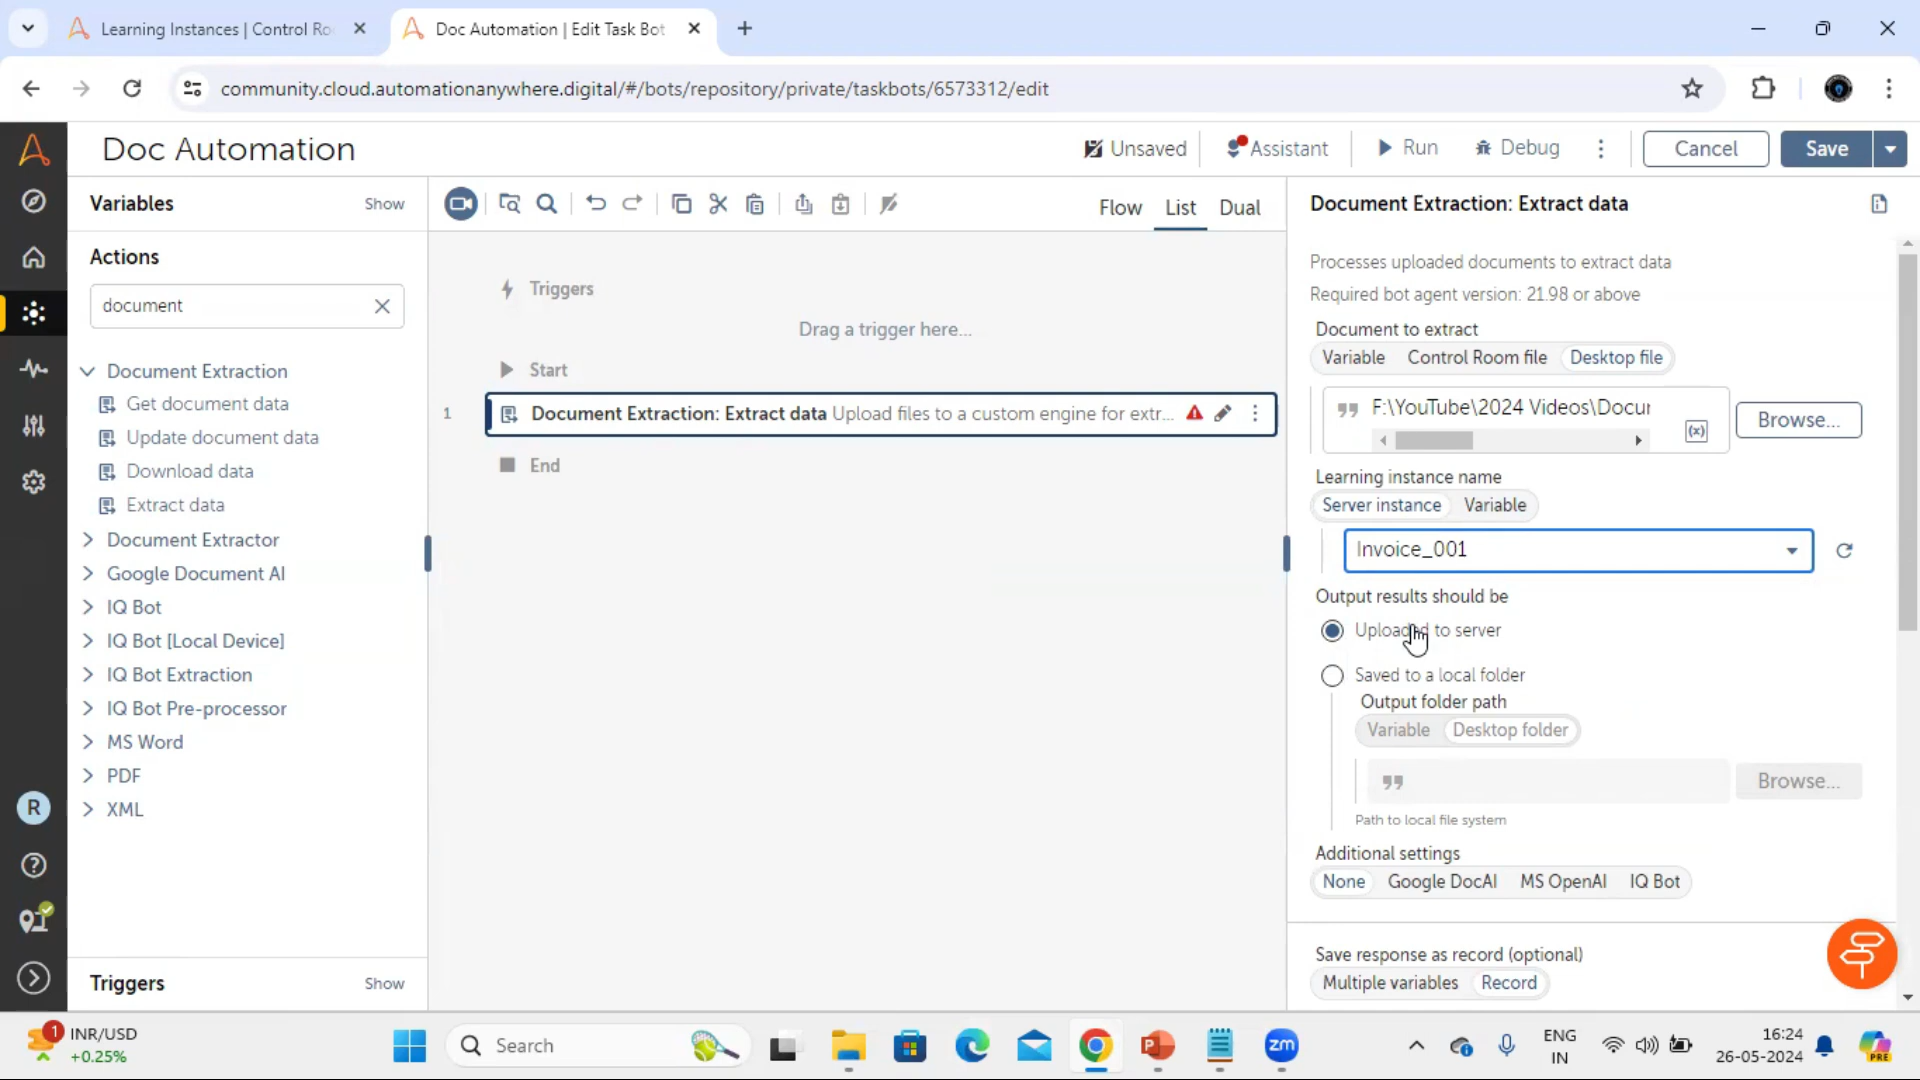 Learning Instances | Control Ro
Doc Automation | Edit Task Bot
community.cloud.automationanywhere.digital/#/bots/repository/private/taskbots/6573312/edit
Doc Automation
Unsaved
Assistant
Run
Debug
Cancel
Save
Variables
Show
Actions
document
Document Extraction
Get document data
Update document data
Download data
Extract data
Document Extractor
Google Document AI
IQ Bot
IQ Bot [Local Device]
IQ Bot Extraction
IQ Bot Pre-processor
MS Word
PDF
XML
Triggers
Show
Flow
List
Dual
Triggers
Drag a trigger here...
Start
1
Document Extraction: Extract data Upload files to a custom engine for extr...
End
Document Extraction: Extract data
Processes uploaded documents to extract data
Required bot agent version: 21.98 or above
Document to extract
Variable Control Room file Desktop file
F:\YouTube\2024 Videos\Docur
(x)
Browse...
Learning instance name
Server instance Variable
Invoice_001
Output results should be
Uploaded to server
Saved to a local folder
Output folder path
Variable Desktop folder
Browse...
Path to local file system
Additional settings
None Google DocAI MS OpenAI IQ Bot
Save response as record (optional)
Multiple variables Record
R
1
INR/USD
+0.25%
Search
zm
ENG
IN
16:24
26-05-2024
PRE